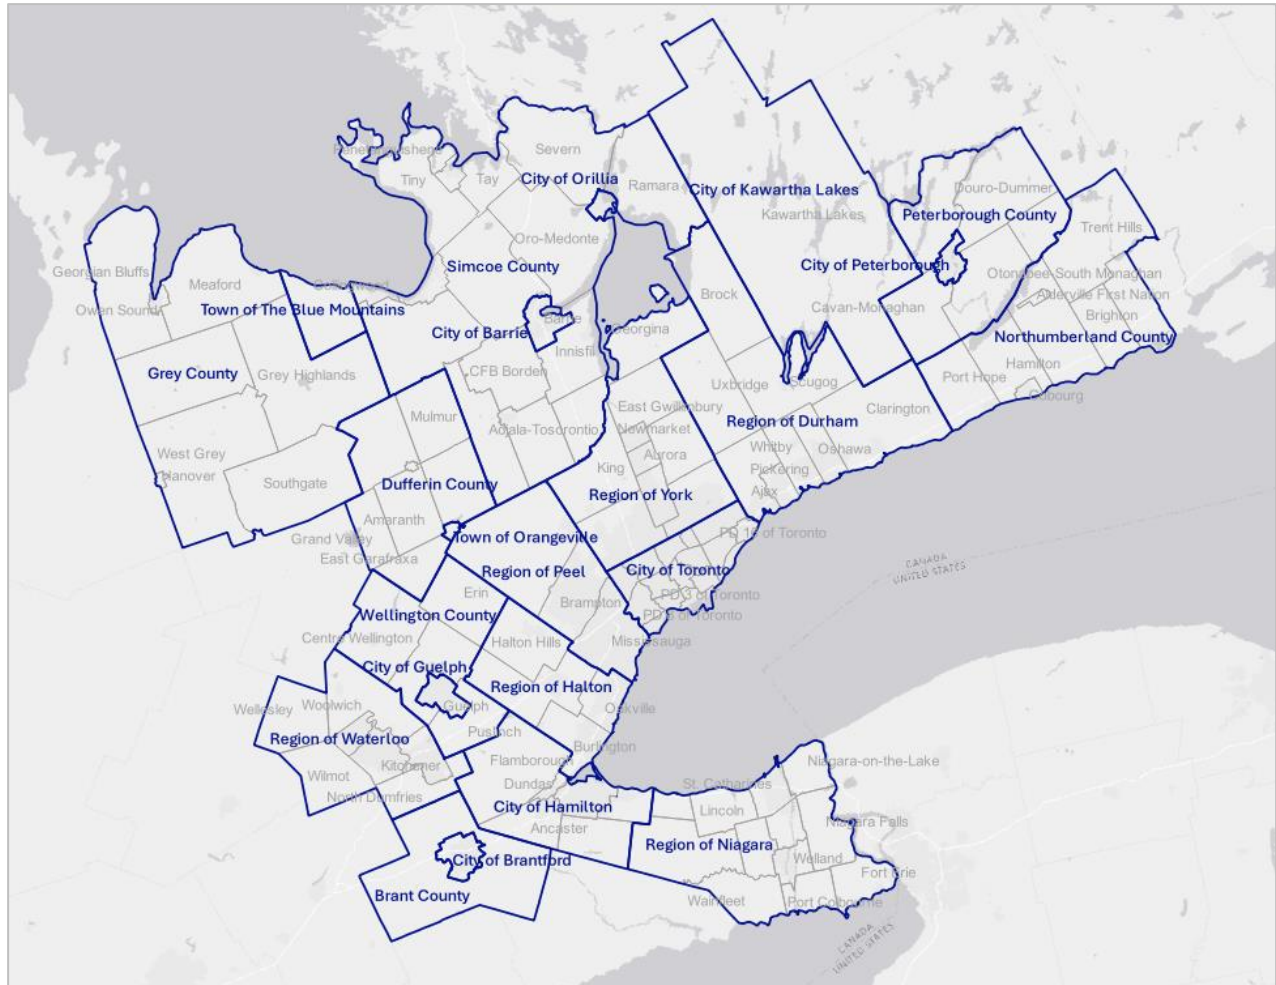 Severn
Penetanguishene
Tiny
Tay
City of Orillia
Ramara
City of Kawartha Lakes
Kawartha Lakes
Douro-Dummer
Peterborough County
Trent Hills
Oro-Medonte
Simcoe County
City of Peterborough
Georgian Bluffs
Meaford
Collingwood
Otonabee-South Monaghan
Owen Sound
Town of The Blue Mountains
Brock
Cavan-Monaghan
Alderville First Nation
Brighton
City of Barrie
Barrie
Georgina
Northumberland County
Innisfil
Grey County
Grey Highlands
CFB Borden
Hamilton
Port Hope
Cobourg
Uxbridge
Scugog
Mulmur
East Gwillimbury
Clarington
Adjala-Tosorontio
Newmarket
Region of Durham
West Grey
King
Aurora
Whitby
Oshawa
Hanover
Southgate
Dufferin County
Pickering
Region of York
Ajax
Amaranth
Grand Valley
Town of Orangeville
PD 16 of Toronto
East Garafraxa
Region of Peel
City of Toronto
CANADA
UNITED STATES
Erin
Brampton
PD 3 of Toronto
Wellington County
PD 6 of Toronto
Centre Wellington
Halton Hills
Mississauga
City of Guelph
Region of Halton
Wellesley
Woolwich
Guelph
Oakville
Region of Waterloo
Puslinch
Burlington
Kitchener
Flamborough
Niagara-on-the-Lake
Wilmot
Dundas
St. Catharines
North Dumfries
City of Hamilton
Lincoln
Ancaster
Niagara Falls
Region of Niagara
City of Brantford
Welland
Fort Erie
Brant County
Wainfleet
Port Colbourne
CANADA
UNITED STATES